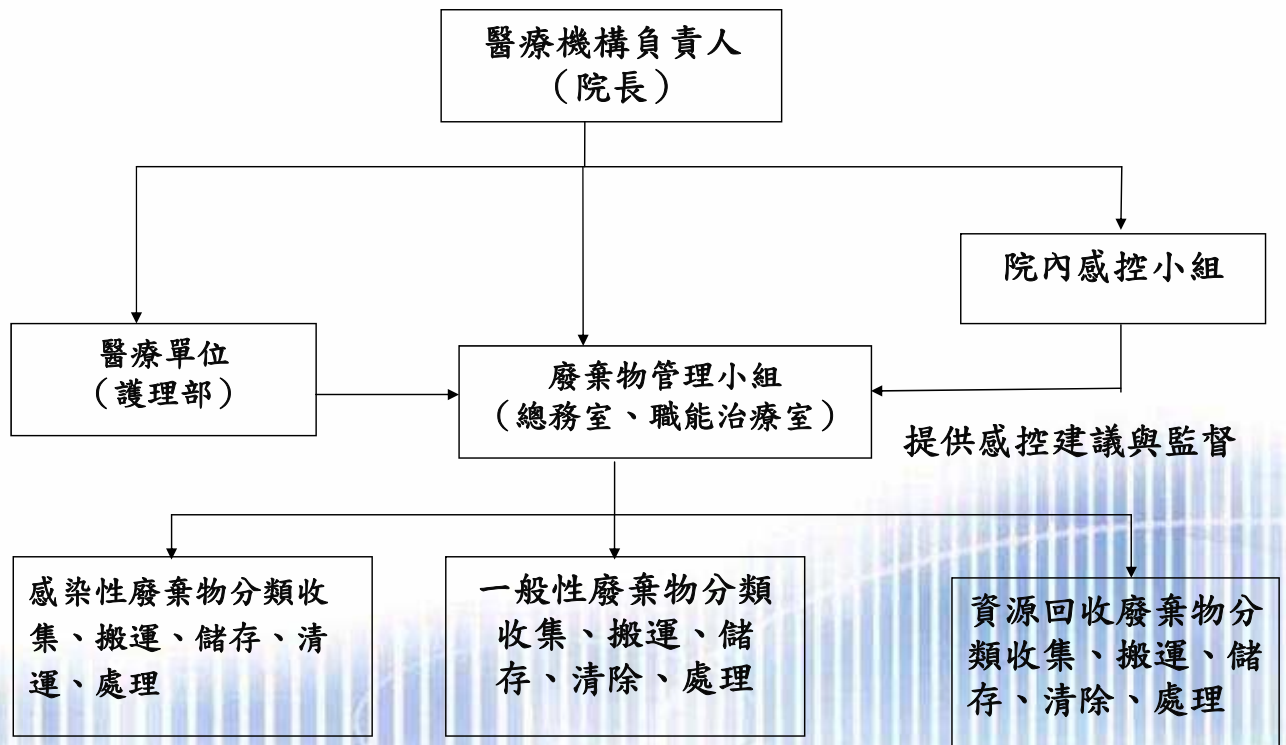 醫療機構負責人
（院長）
院內感控小組
醫療單位
（護理部）
廢棄物管理小組
（總務室、職能治療室）
提供感控建議與監督
感染性廢棄物分類收
集、搬運、儲存、清
運、處理
一般性廢棄物分類
收集、搬運、儲
存、清除、處理
資源回收廢棄物分
類收集、搬運、儲
存、清除、處理